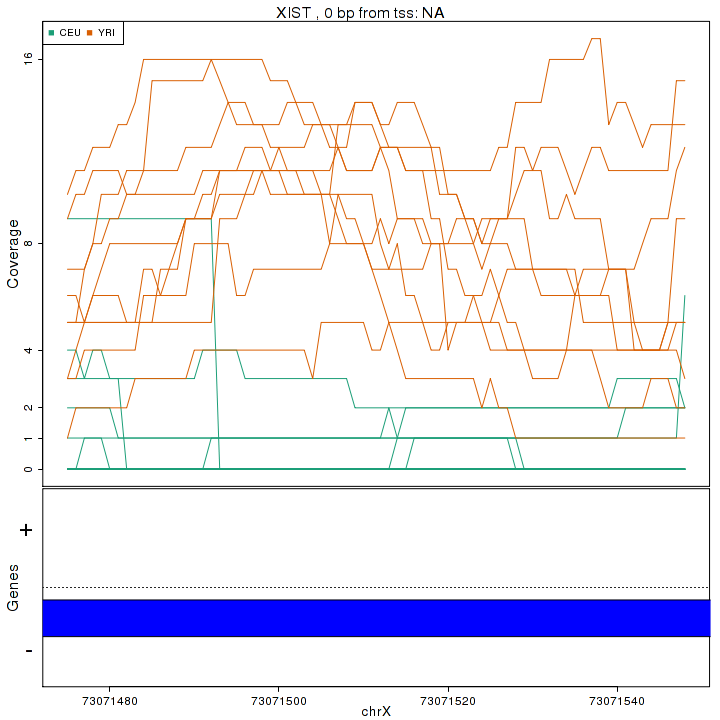 XIST , 0 bp from tss: NA
CEU YRI
Coverage
16
8
4
2
1
0
Genes
+
-
73071480 73071500 73071520 73071540
chrX